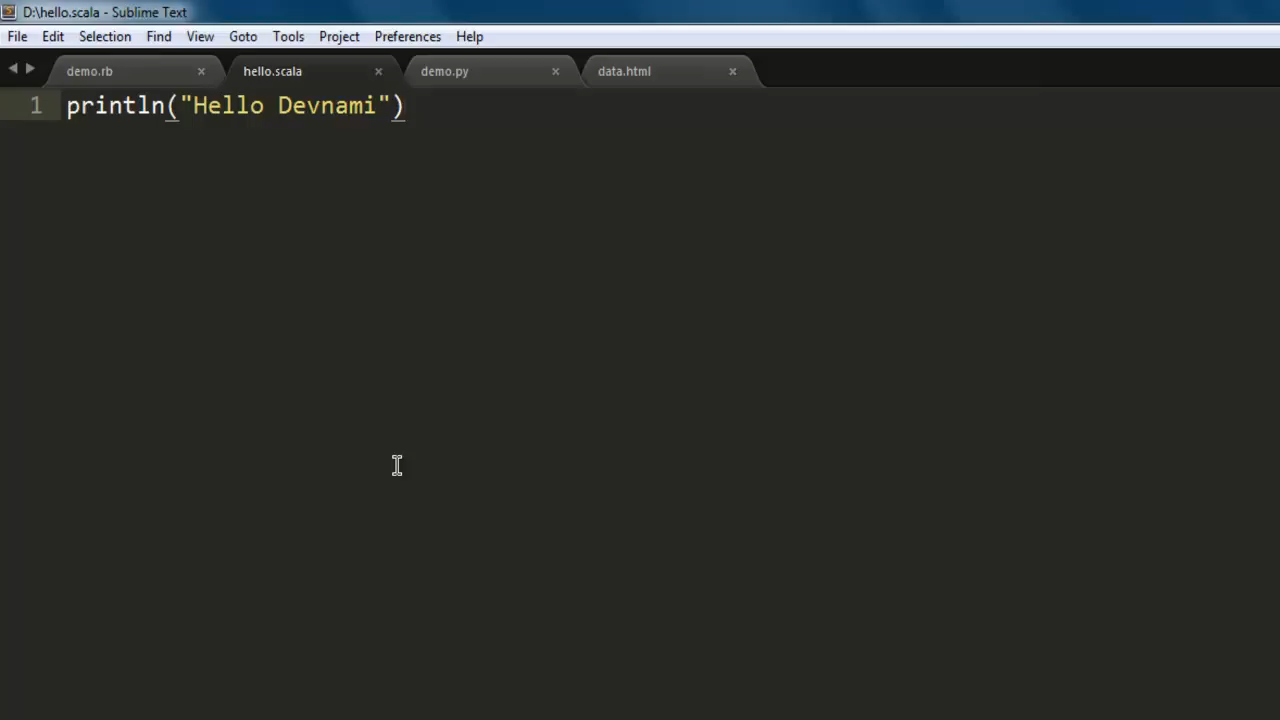 D:\hello.scala - Sublime Text
File Edit Selection Find View Goto Tools Project Preferences Help
demo.rb × hello.scala × demo.py × data.html ×
1 println("Hello Devnami")